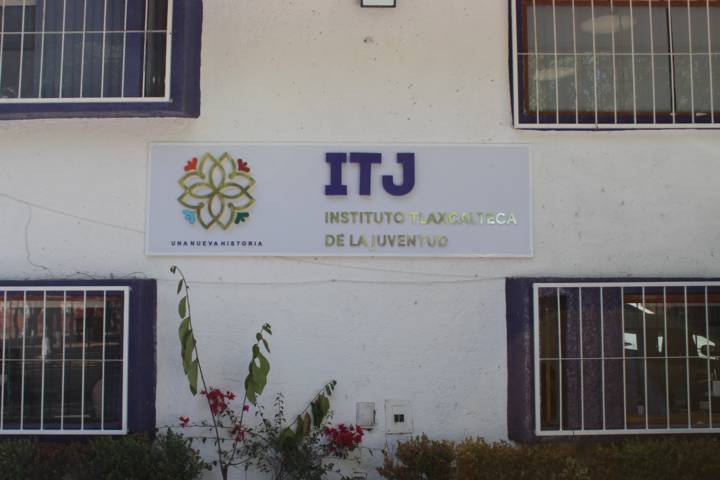 ITJ
INSTITUTO TLAXCALTECA
DE LA JUVENTUD
UNA NUEVA HISTORIA